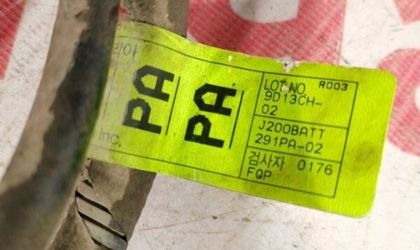 PA
Inc.
PA
LOT NO. R003
9D13CH-
02
J200BATT
291PA-02
검사자 0176
FQP